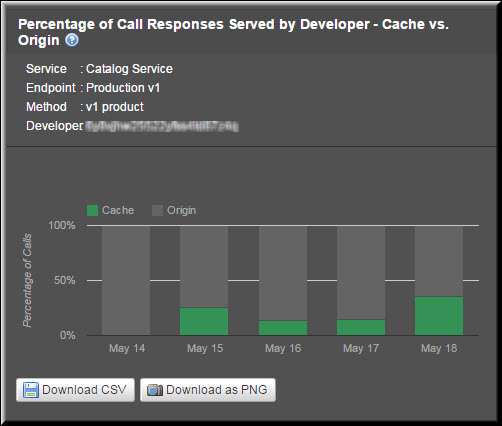 Percentage of Call Responses Served by Developer - Cache vs.
Origin
Service : Catalog Service
Endpoint : Production v1
Method : v1 product
Developer
Cache Origin
100%
50%
0%
Percentage of Calls
May 14 May 15 May 16 May 17 May 18
Download CSV Download as PNG